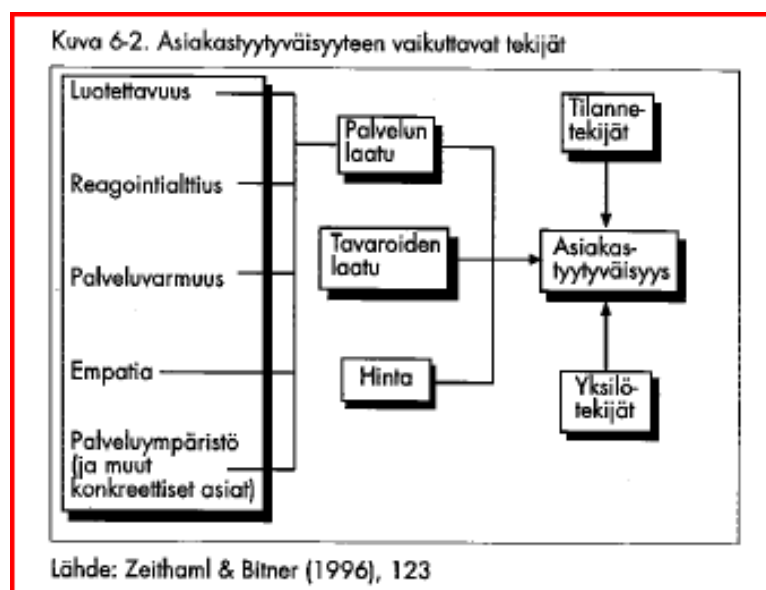 Kuva 6-2. Asiakastyytyväisyyteen vaikuttavat tekijät
Luotettavuus
Reagointialttius
Palveluvarmuus
Empatia
Palveluympäristö
(ja muut
konkreettiset asiat)
Palvelun
laatu
Tavaroiden
laatu
Hinta
Tilanne-
tekijät
Asiakas-
tyytyväisyys
Yksilö-
tekijät
Lähde: Zeithaml & Bitner (1996), 123